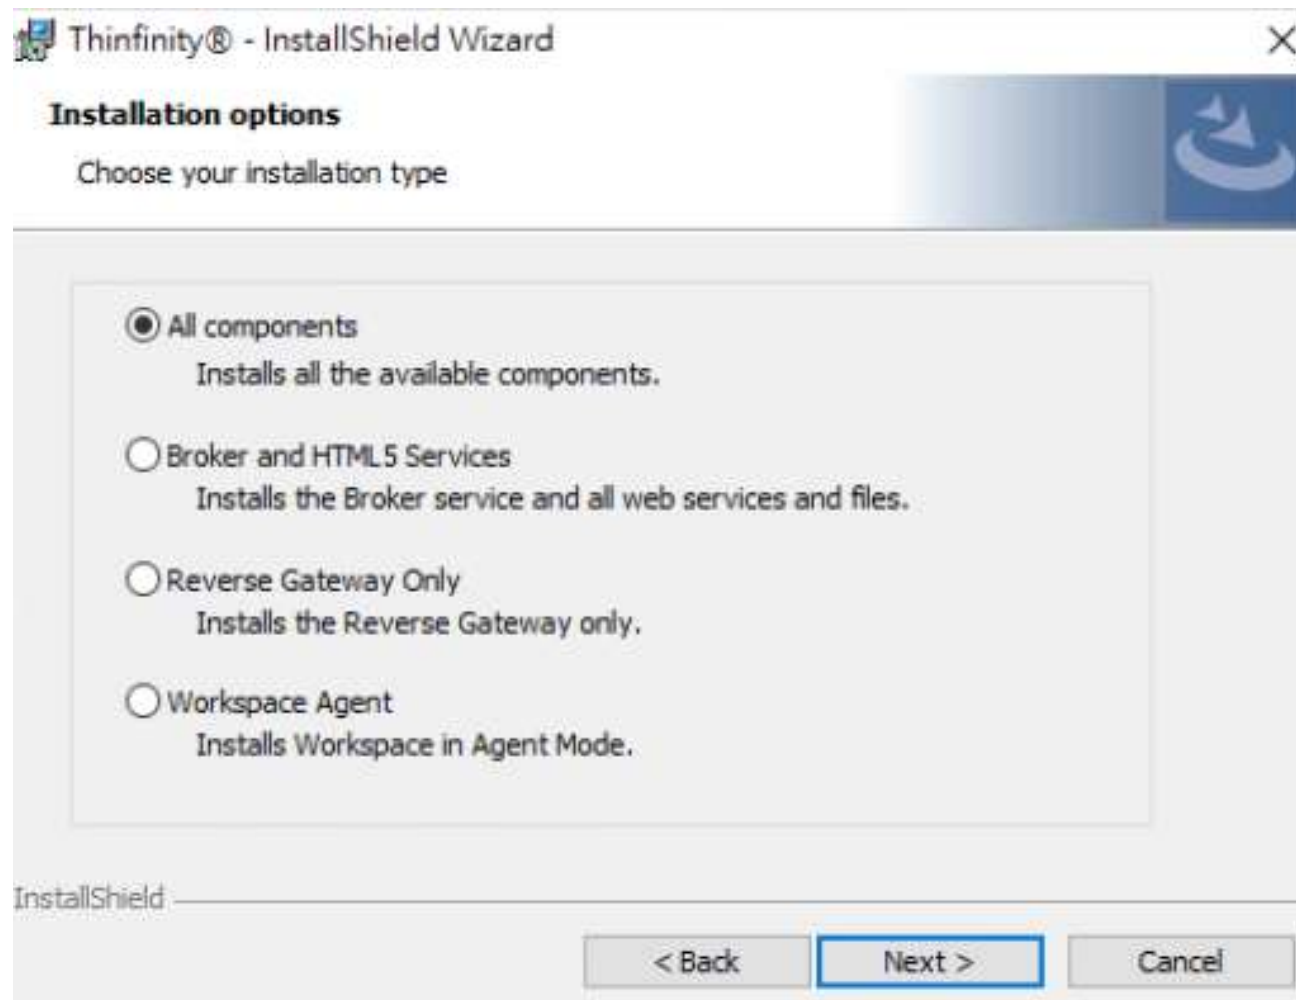 Thinfinity® - InstallShield Wizard
Installation options
Choose your installation type
All components
Installs all the available components.
Broker and HTML5 Services
Installs the Broker service and all web services and files.
Reverse Gateway Only
Installs the Reverse Gateway only.
Workspace Agent
Installs Workspace in Agent Mode.
InstallShield
< Back Next > Cancel